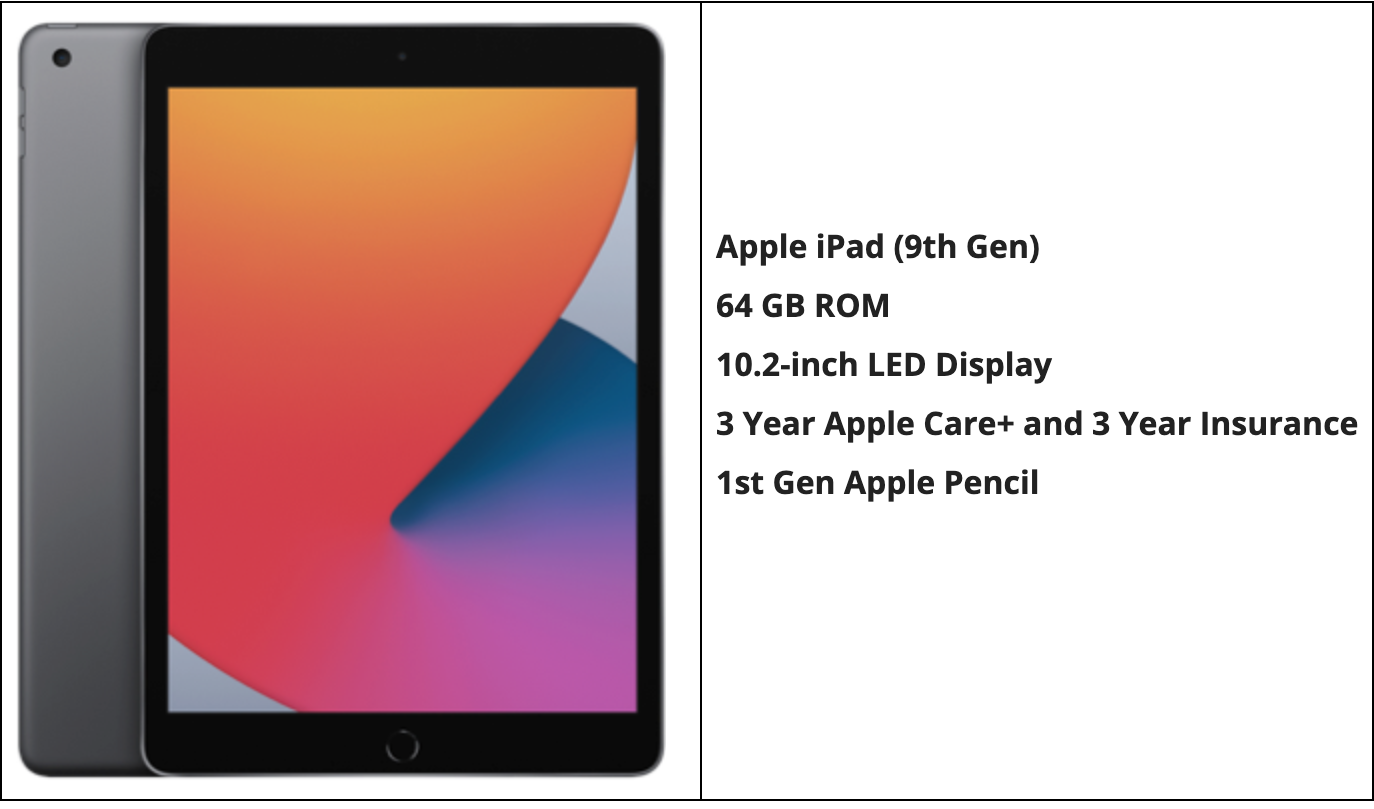 Apple iPad (9th Gen)
64 GB ROM
10.2-inch LED Display
3 Year Apple Care+ and 3 Year Insurance
1st Gen Apple Pencil